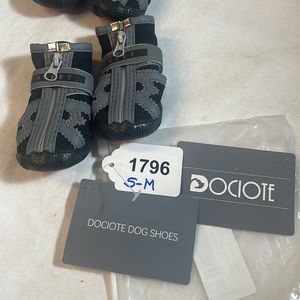 1796
S-M
DOCIOTE
DOCIOTE DOG SHOES